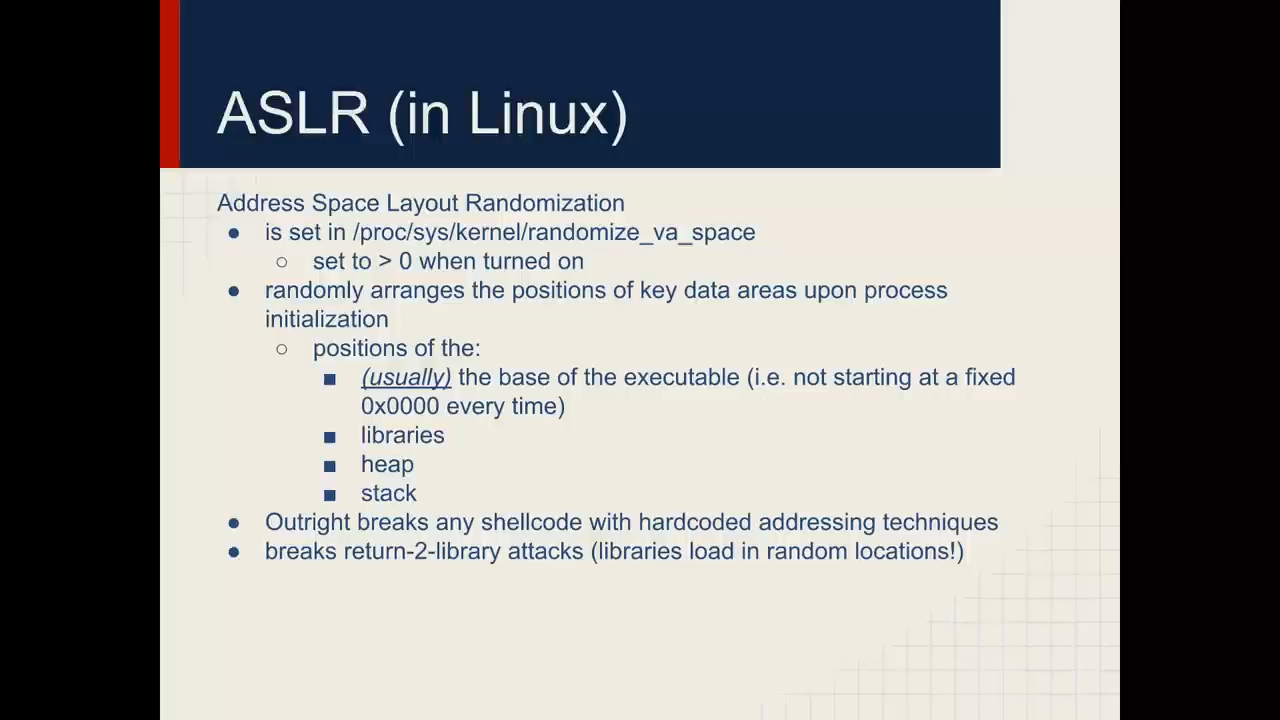 ASLR (in Linux)
Address Space Layout Randomization
● is set in /proc/sys/kernel/randomize_va_space
○ set to > 0 when turned on
● randomly arranges the positions of key data areas upon process
initialization
○ positions of the:
■ (usually) the base of the executable (i.e. not starting at a fixed
0x0000 every time)
■ libraries
■ heap
■ stack
● Outright breaks any shellcode with hardcoded addressing techniques
● breaks return-2-library attacks (libraries load in random locations!)